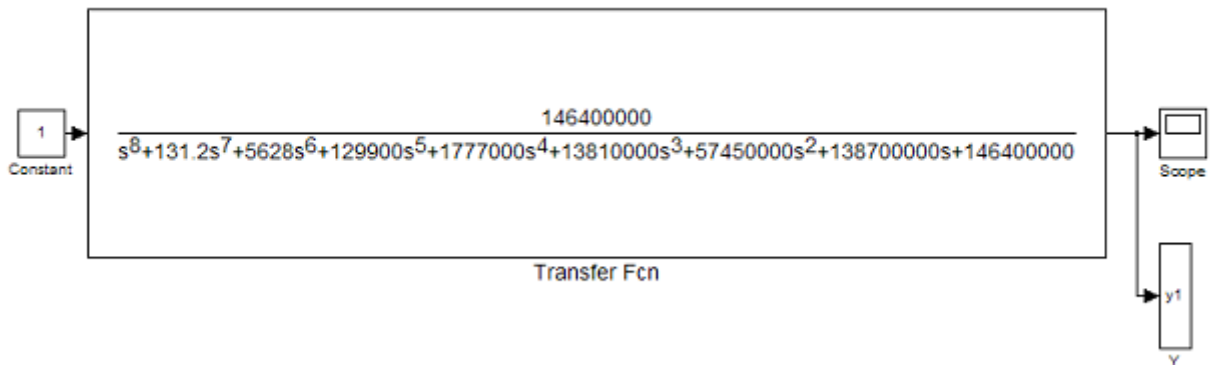 146400000
1
s⁸+131.2s⁷+5628s⁶+129900s⁵+1777000s⁴+13810000s³+57450000s²+138700000s+146400000
Constant
Scope
Transfer Fcn
y1
Y